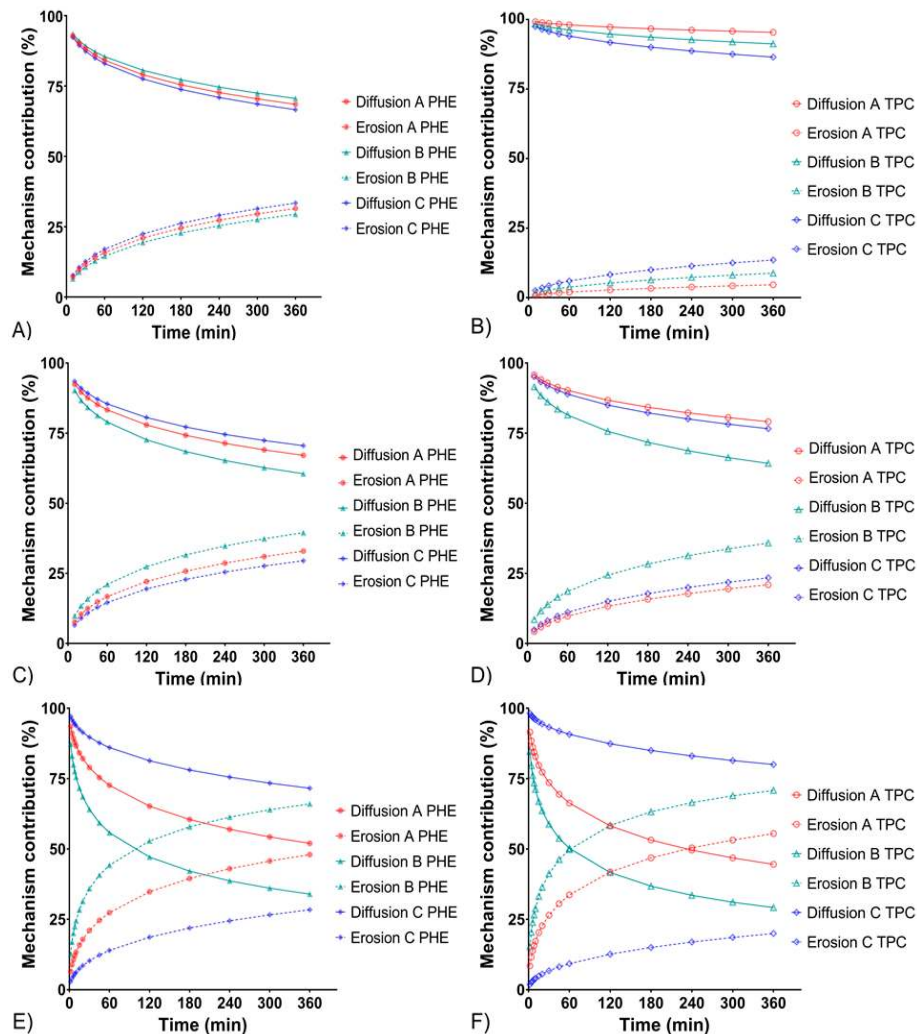 Mechanism contribution (%)
100
75
50
25
0
0 60 120 180 240 300 360
Time (min)
A)
Diffusion A PHE
Erosion A PHE
Diffusion B PHE
Erosion B PHE
Diffusion C PHE
Erosion C PHE
Mechanism contribution (%)
100
75
50
25
0
0 60 120 180 240 300 360
Time (min)
B)
Diffusion A TPC
Erosion A TPC
Diffusion B TPC
Erosion B TPC
Diffusion C TPC
Erosion C TPC
Mechanism contribution (%)
100
75
50
25
0
0 60 120 180 240 300 360
Time (min)
C)
Diffusion A PHE
Erosion A PHE
Diffusion B PHE
Erosion B PHE
Diffusion C PHE
Erosion C PHE
Mechanism contribution (%)
100
75
50
25
0
0 60 120 180 240 300 360
Time (min)
D)
Diffusion A TPC
Erosion A TPC
Diffusion B TPC
Erosion B TPC
Diffusion C TPC
Erosion C TPC
Mechanism contribution (%)
100
75
50
25
0
0 60 120 180 240 300 360
Time (min)
E)
Diffusion A PHE
Erosion A PHE
Diffusion B PHE
Erosion B PHE
Diffusion C PHE
Erosion C PHE
Mechanism contribution (%)
100
75
50
25
0
0 60 120 180 240 300 360
Time (min)
F)
Diffusion A TPC
Erosion A TPC
Diffusion B TPC
Erosion B TPC
Diffusion C TPC
Erosion C TPC